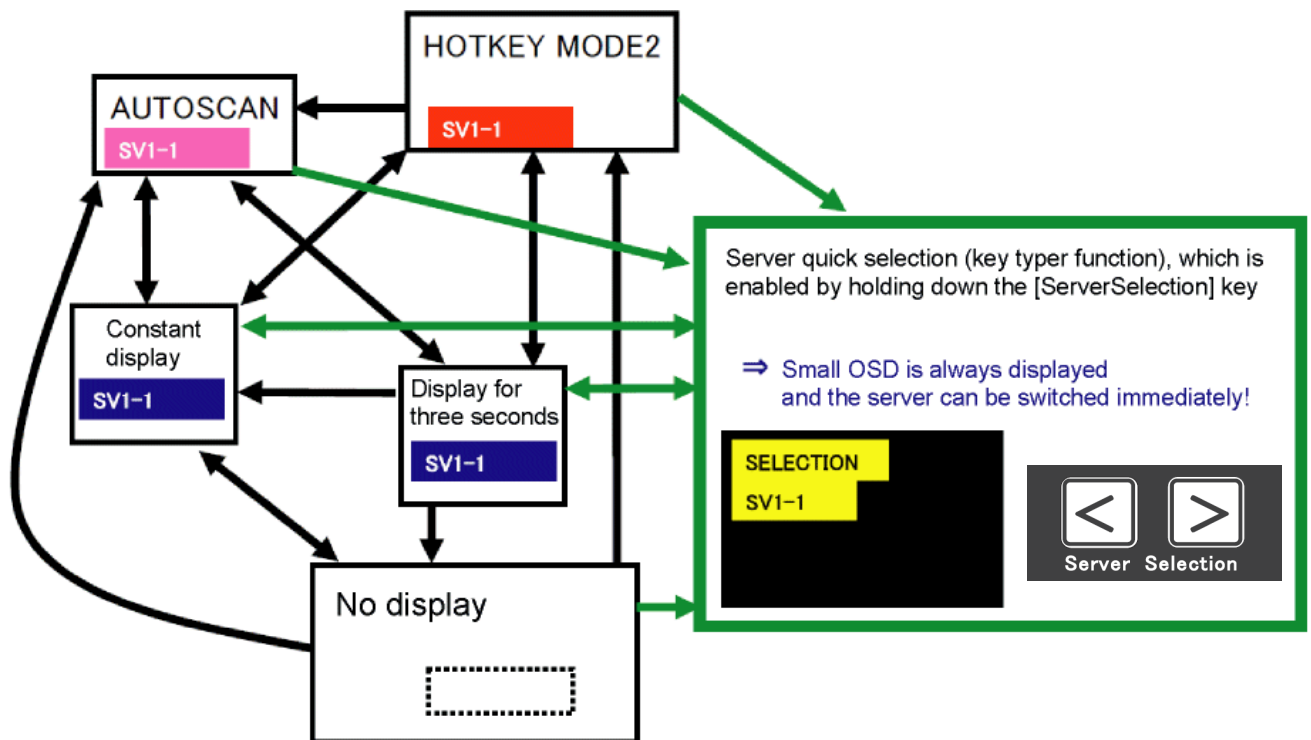 HOTKEY MODE2
SV1-1
AUTOSCAN
SV1-1
Constant
display
SV1-1
Display for
three seconds
SV1-1
No display
Server quick selection (key typer function), which is
enabled by holding down the [ServerSelection] key
⇒ Small OSD is always displayed
and the server can be switched immediately!
SELECTION
SV1-1
< >
Server Selection